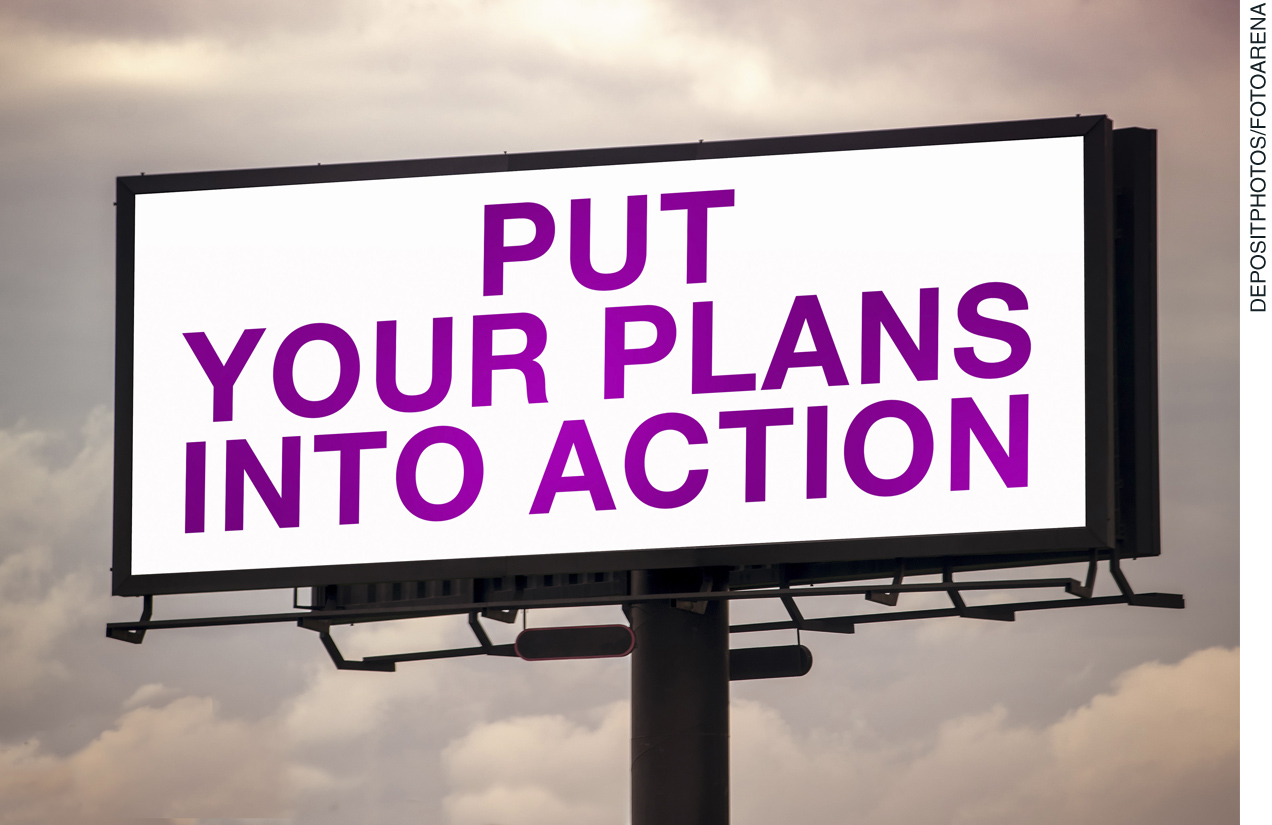 PUT
YOUR PLANS
INTO ACTION
DEPOSITPHOTOS/FOTOARENA